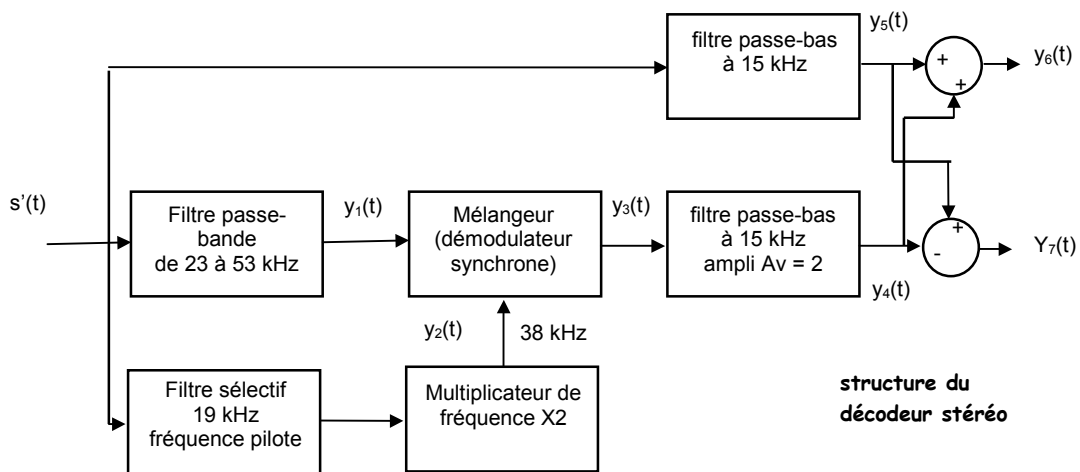 y5(t)
filtre passe-bas
à 15 kHz
+
+
y6(t)
s'(t)
Filtre passe-
bande
de 23 à 53 kHz
y1(t)
Mélangeur
(démodulateur
synchrone)
y3(t)
filtre passe-bas
à 15 kHz
ampli Av = 2
+
-
Y7(t)
y4(t)
y2(t)
38 kHz
Filtre sélectif
19 kHz
fréquence pilote
Multiplicateur de
fréquence X2
structure du
décodeur stéréo